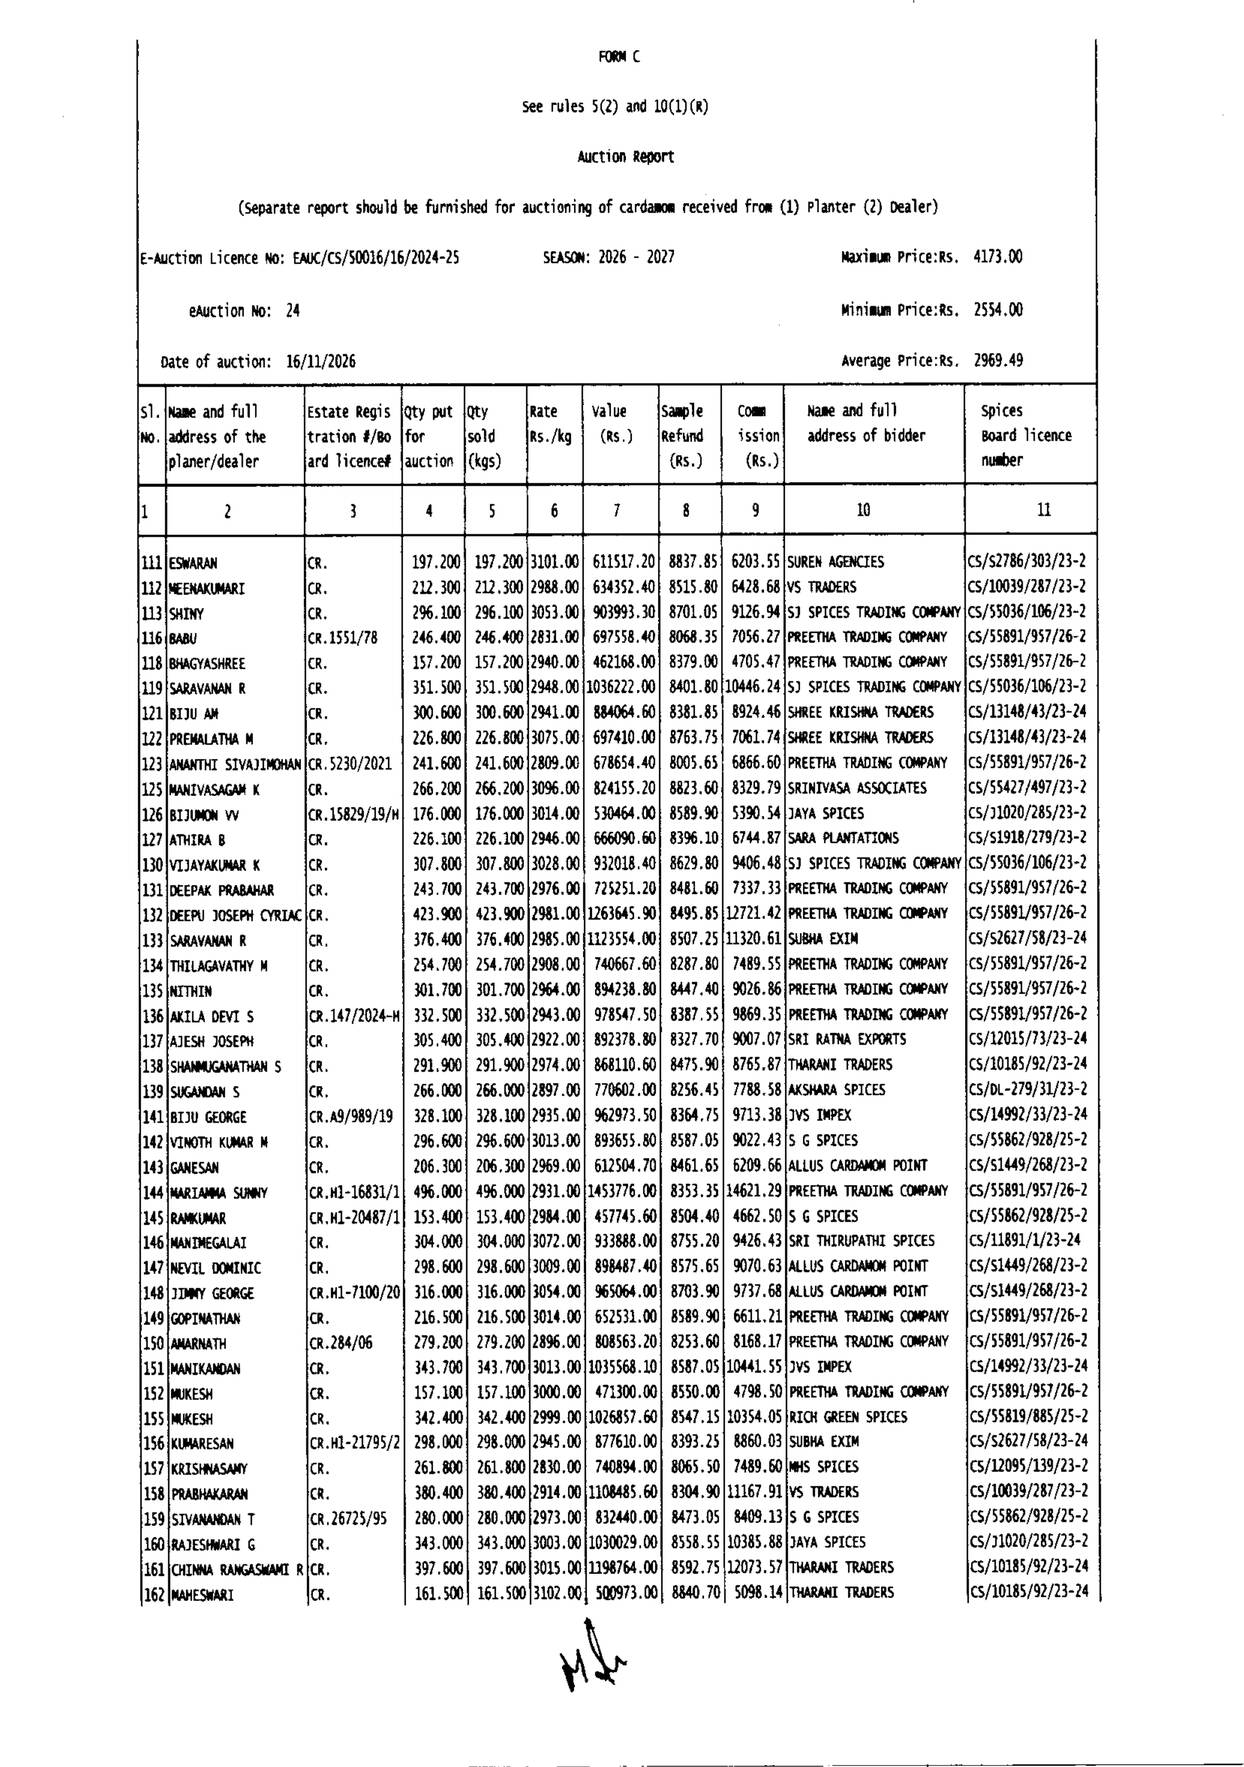 FORM C
See rules 5(2) and 10(1)(R)
Auction Report
(Separate report should be furnished for auctioning of cardamom received from (1) Planter (2) Dealer)
E-Auction Licence No: EAUC/CS/50016/16/2024-25 SEASON: 2026 - 2027 Maximum Price:Rs. 4173.00
eAuction No: 24 Minimum Price:Rs. 2554.00
Date of auction: 16/11/2026 Average Price:Rs. 2969.49
Sl. Name and full Estate Regis Qty put Qty Rate Value Sample Comm Name and full Spices
No. address of the tration #/Bo for sold Rs./kg (Rs.) Refund ission address of bidder Board licence
planer/dealer ard licence# auction (kgs) (Rs.) (Rs.) number
1 2 3 4 5 6 7 8 9 10 11
111 ESWARAN CR. 197.200 197.200 3101.00 611517.20 8837.85 6203.55 SUREN AGENCIES CS/S2786/303/23-2
112 MEENAKUMARI CR. 212.300 212.300 2988.00 634352.40 8515.80 6428.68 VS TRADERS CS/10039/287/23-2
113 SHINY CR. 296.100 296.100 3053.00 903993.30 8701.05 9126.94 SJ SPICES TRADING COMPANY CS/55036/106/23-2
116 BABU CR.1551/78 246.400 246.400 2831.00 697558.40 8068.35 7056.27 PREETHA TRADING COMPANY CS/55891/957/26-2
118 BHAGYASHREE CR. 157.200 157.200 2940.00 462168.00 8379.00 4705.47 PREETHA TRADING COMPANY CS/55891/957/26-2
119 SARAVANAN R CR. 351.500 351.500 2948.00 1036222.00 8401.80 10446.24 SJ SPICES TRADING COMPANY CS/55036/106/23-2
121 BIJU AM CR. 300.600 300.600 2941.00 884064.60 8381.85 8924.46 SHREE KRISHNA TRADERS CS/13148/43/23-24
122 PREMALATHA M CR. 226.800 226.800 3075.00 697410.00 8763.75 7061.74 SHREE KRISHNA TRADERS CS/13148/43/23-24
123 ANANTHI SIVAJIMOHAN CR.5230/2021 241.600 241.600 2809.00 678654.40 8005.65 6866.60 PREETHA TRADING COMPANY CS/55891/957/26-2
125 MANIVASAGAM K CR. 266.200 266.200 3096.00 824155.20 8823.60 8329.79 SRINIVASA ASSOCIATES CS/55427/497/23-2
126 BIJUMON VV CR.15829/19/H 176.000 176.000 3014.00 530464.00 8589.90 5390.54 JAYA SPICES CS/J1020/285/23-2
127 ATHIRA B CR. 226.100 226.100 2946.00 666090.60 8396.10 6744.87 SARA PLANTATIONS CS/S1918/279/23-2
130 VIJAYAKUMAR K CR. 307.800 307.800 3028.00 932018.40 8629.80 9406.48 SJ SPICES TRADING COMPANY CS/55036/106/23-2
131 DEEPAK PRABAHAR CR. 243.700 243.700 2976.00 725251.20 8481.60 7337.33 PREETHA TRADING COMPANY CS/55891/957/26-2
132 DEEPU JOSEPH CYRIAC CR. 423.900 423.900 2981.00 1263645.90 8495.85 12721.42 PREETHA TRADING COMPANY CS/55891/957/26-2
133 SARAVANAN R CR. 376.400 376.400 2985.00 1123554.00 8507.25 11320.61 SUBHA EXIM CS/S2627/58/23-24
134 THILAGAVATHY M CR. 254.700 254.700 2908.00 740667.60 8287.80 7489.55 PREETHA TRADING COMPANY CS/55891/957/26-2
135 NITHIN CR. 301.700 301.700 2964.00 894238.80 8447.40 9026.86 PREETHA TRADING COMPANY CS/55891/957/26-2
136 AKILA DEVI S CR.147/2024-H 332.500 332.500 2943.00 978547.50 8387.55 9869.35 PREETHA TRADING COMPANY CS/55891/957/26-2
137 AJESH JOSEPH CR. 305.400 305.400 2922.00 892378.80 8327.70 9007.07 SRI RATNA EXPORTS CS/12015/73/23-24
138 SHANMUGANATHAN S CR. 291.900 291.900 2974.00 868110.60 8475.90 8765.87 THARANI TRADERS CS/10185/92/23-24
139 SUGANDAN S CR. 266.000 266.000 2897.00 770602.00 8256.45 7788.58 AKSHARA SPICES CS/DL-279/31/23-2
141 BIJU GEORGE CR.A9/989/19 328.100 328.100 2935.00 962973.50 8364.75 9713.38 JVS IMPEX CS/14992/33/23-24
142 VINOTH KUMAR M CR. 296.600 296.600 3013.00 893655.80 8587.05 9022.43 S G SPICES CS/55862/928/25-2
143 GANESAN CR. 206.300 206.300 2969.00 612504.70 8461.65 6209.66 ALLUS CARDAMOM POINT CS/S1449/268/23-2
144 MARIAMMA SUNNY CR.H1-16831/1 496.000 496.000 2931.00 1453776.00 8353.35 14621.29 PREETHA TRADING COMPANY CS/55891/957/26-2
145 RAMKUMAR CR.H1-20487/1 153.400 153.400 2984.00 457745.60 8504.40 4662.50 S G SPICES CS/55862/928/25-2
146 MANIMEGALAI CR. 304.000 304.000 3072.00 933888.00 8755.20 9426.43 SRI THIRUPATHI SPICES CS/11891/1/23-24
147 NEVIL DOMINIC CR. 298.600 298.600 3009.00 898487.40 8575.65 9070.63 ALLUS CARDAMOM POINT CS/S1449/268/23-2
148 JIMMY GEORGE CR.H1-7100/20 316.000 316.000 3054.00 965064.00 8703.90 9737.68 ALLUS CARDAMOM POINT CS/S1449/268/23-2
149 GOPINATHAN CR. 216.500 216.500 3014.00 652531.00 8589.90 6611.21 PREETHA TRADING COMPANY CS/55891/957/26-2
150 AMARNATH CR.284/06 279.200 279.200 2896.00 808563.20 8253.60 8168.17 PREETHA TRADING COMPANY CS/55891/957/26-2
151 MANIKANDAN CR. 343.700 343.700 3013.00 1035568.10 8587.05 10441.55 JVS IMPEX CS/14992/33/23-24
152 MUKESH CR. 157.100 157.100 3000.00 471300.00 8550.00 4798.50 PREETHA TRADING COMPANY CS/55891/957/26-2
155 MUKESH CR. 342.400 342.400 2999.00 1026857.60 8547.15 10354.05 RICH GREEN SPICES CS/55819/885/25-2
156 KUMARESAN CR.H1-21795/2 298.000 298.000 2945.00 877610.00 8393.25 8860.03 SUBHA EXIM CS/S2627/58/23-24
157 KRISHNASAMY CR. 261.800 261.800 2830.00 740894.00 8065.50 7489.60 MHS SPICES CS/12095/139/23-2
158 PRABHAKARAN CR. 380.400 380.400 2914.00 1108485.60 8304.90 11167.91 VS TRADERS CS/10039/287/23-2
159 SIVANANDAN T CR.26725/95 280.000 280.000 2973.00 832440.00 8473.05 8409.13 S G SPICES CS/55862/928/25-2
160 RAJESHWARI G CR. 343.000 343.000 3003.00 1030029.00 8558.55 10385.88 JAYA SPICES CS/J1020/285/23-2
161 CHINNA RANGASWAMI R CR. 397.600 397.600 3015.00 1198764.00 8592.75 12073.57 THARANI TRADERS CS/10185/92/23-24
162 MAHESWARI CR. 161.500 161.500 3102.00 500973.00 8840.70 5098.14 THARANI TRADERS CS/10185/92/23-24